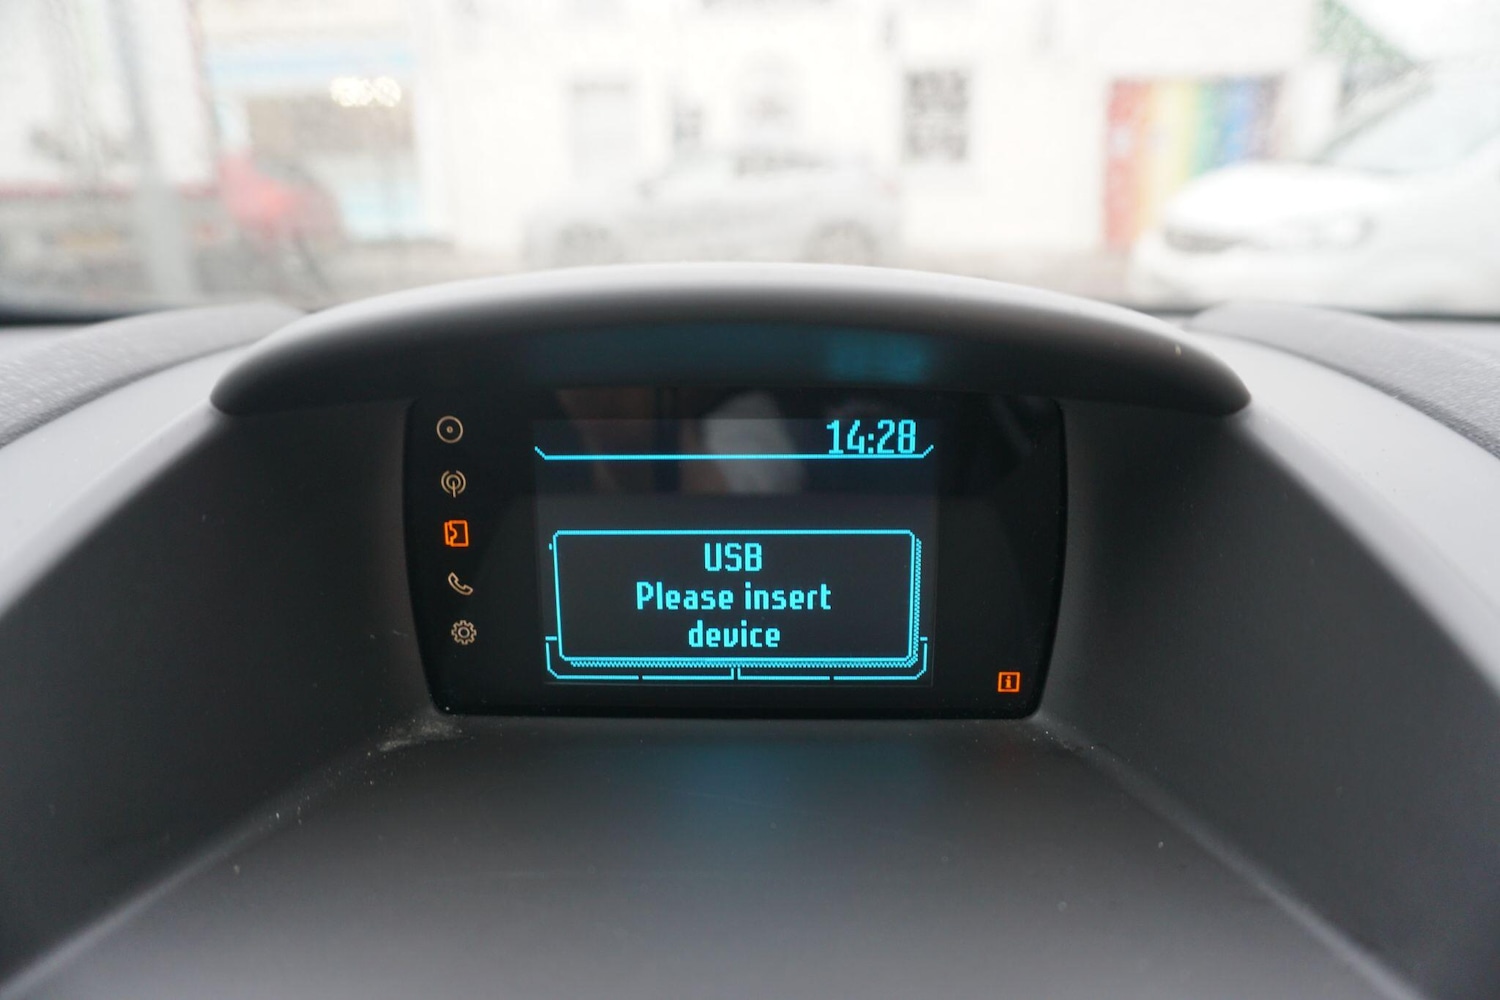 14:28
USB
Please insert
device
i